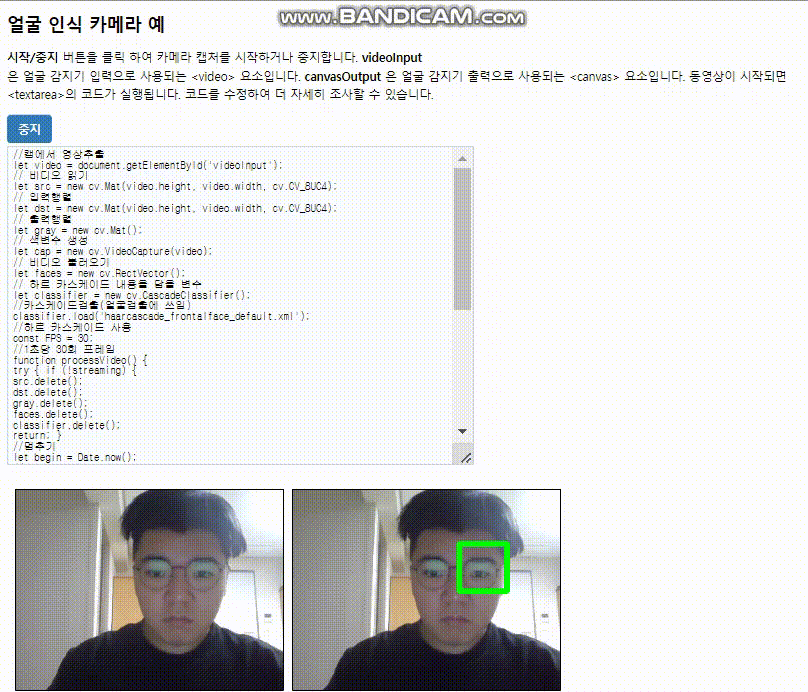 www.BANDICAM.com
얼굴 인식 카메라 예
시작/중지 버튼을 클릭 하여 카메라 캡처를 시작하거나 중지합니다. videoInput
은 얼굴 감지기 입력으로 사용되는 <video> 요소입니다. canvasOutput 은 얼굴 감지기 출력으로 사용되는 <canvas> 요소입니다. 동영상이 시작되면
<textarea>의 코드가 실행됩니다. 코드를 수정하여 더 자세히 조사할 수 있습니다.
중지
//캠에서 영상추출
let video = document.getElementById('videoInput');
// 비디오 읽기
let src = new cv.Mat(video.height, video.width, cv.CV_8UC4);
// 입력행렬
let dst = new cv.Mat(video.height, video.width, cv.CV_8UC4);
// 출력행렬
let gray = new cv.Mat();
// 색변수 생성
let cap = new cv.VideoCapture(video);
// 비디오 불러오기
let faces = new cv.RectVector();
// 하르 카스케이드 내용을 담을 변수
let classifier = new cv.CascadeClassifier();
//카스케이드검출(얼굴검출에 쓰임)
classifier.load('haarcascade_frontalface_default.xml');
//하르 카스케이드 사용
const FPS = 30;
//1초당 30회 프레임
function processVideo() {
try { if (!streaming) {
src.delete();
dst.delete();
gray.delete();
faces.delete();
classifier.delete();
return; }
//멈추기
let begin = Date.now();